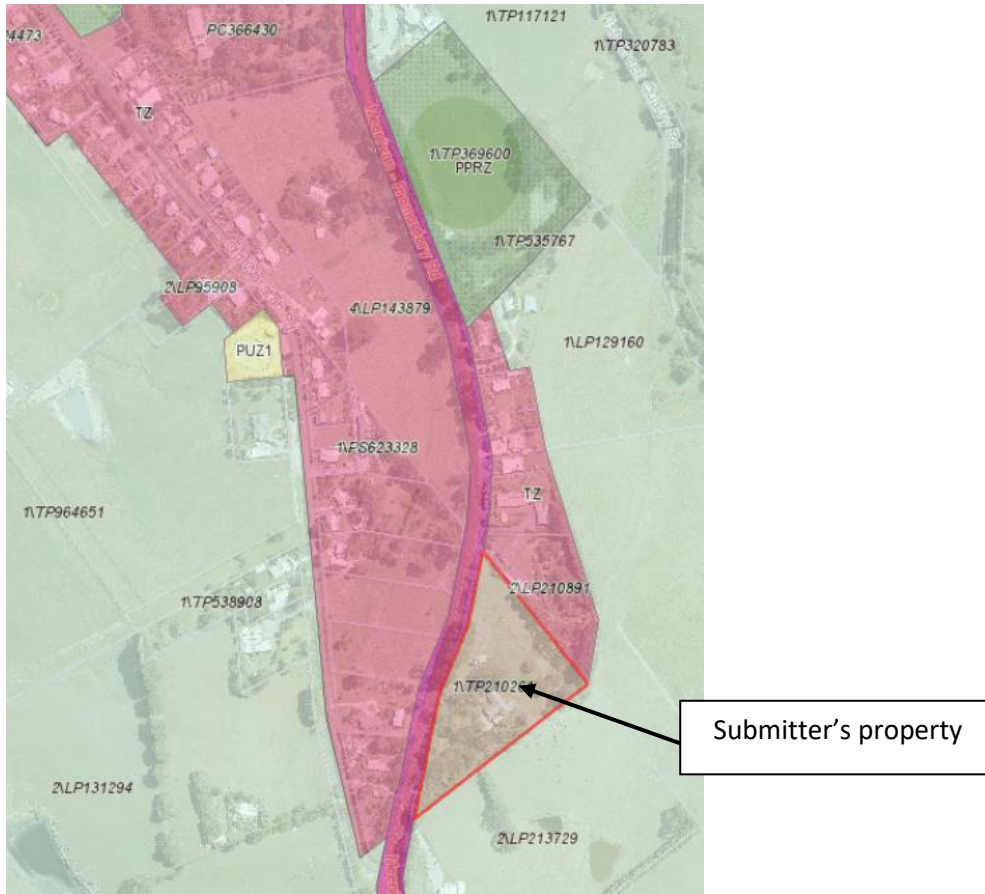 1\TP117121
PC366430
1\TP320783
TZ
1\TP369600
PPRZ
1\TP535767
2\LP95908
4\LP143879
1\LP129160
PUZ1
1\PS623328
1\TP964651
TZ
2\LP210891
1\TP538908
Submitter's property
2\LP131294
2\LP213729